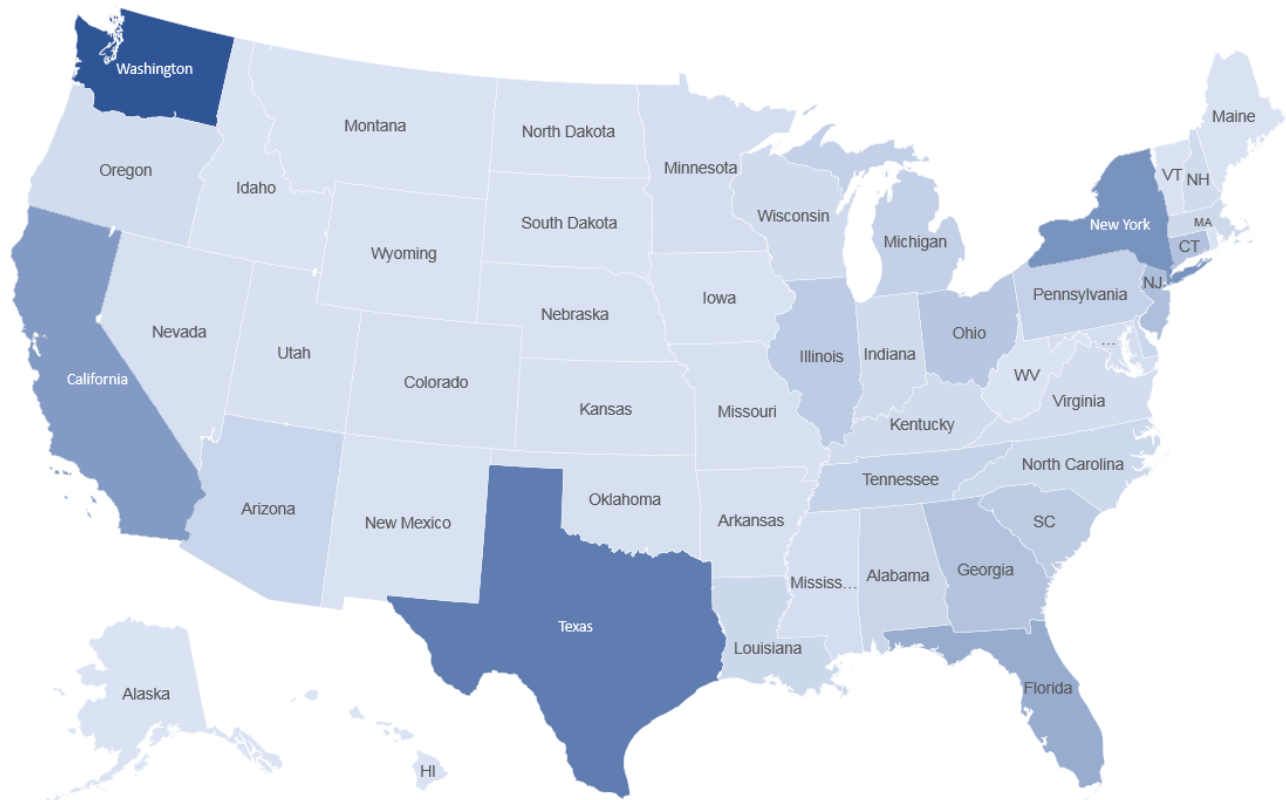 Washington
Montana
North Dakota
Minnesota
Maine
Oregon
Idaho
VT
NH
Wisconsin
South Dakota
New York
MA
Michigan
CT
Wyoming
NJ
Pennsylvania
Iowa
Nebraska
Nevada
Ohio
Utah
Illinois
Indiana
...
California
Colorado
WV
Kansas
Missouri
Virginia
Kentucky
North Carolina
Tennessee
Oklahoma
Arizona
New Mexico
Arkansas
SC
Mississ...
Alabama
Georgia
Texas
Louisiana
Florida
Alaska
HI